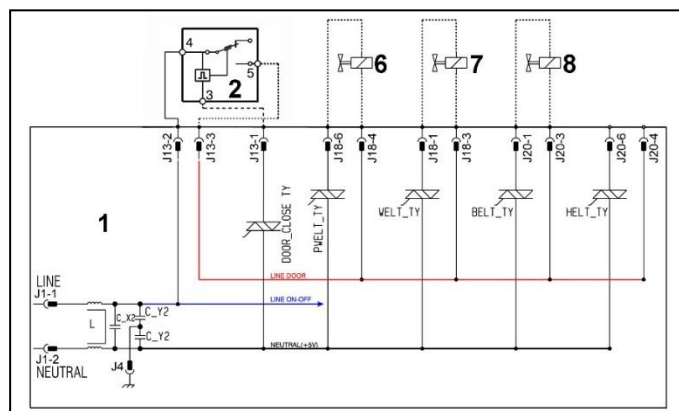 4
5
2
3
6
7
8
J13-2
J13-3
J13-1
J18-6
J18-4
J18-1
J18-3
J20-1
J20-3
J20-6
J20-4
1
DOOR_CLOSE TY
PWELT_TY
WELT_TY
BELT_TY
HELT_TY
LINE DOOR
LINE
J1-1
LINE ON-OFF
L
C_X2
C_Y2
C_Y2
J1-2
NEUTRAL
J4
NEUTRAL(+5V)